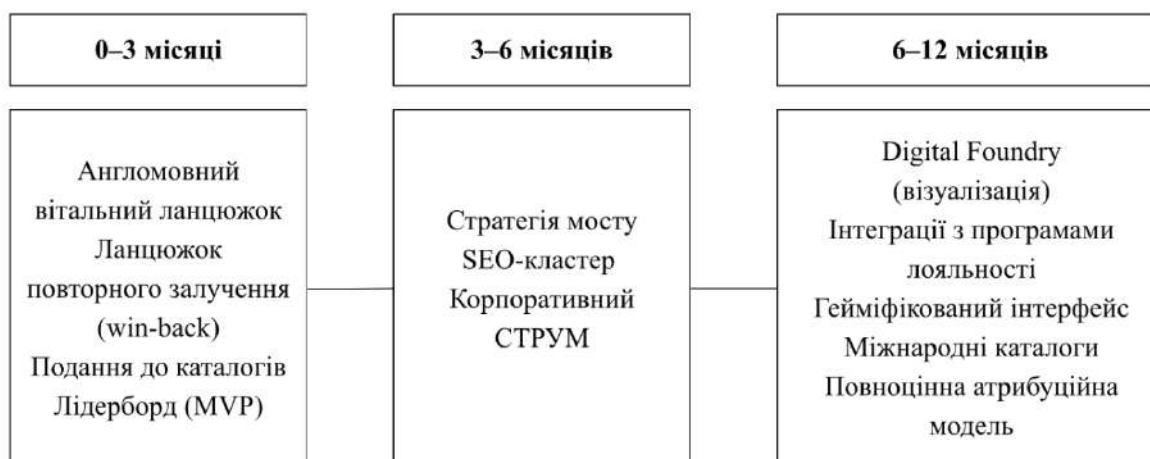 0–3 місяці
3–6 місяців
6–12 місяців
Англомовний
вітальний ланцюжок
Ланцюжок
повторного залучення
(win-back)
Подання до каталогів
Лідерборд (MVP)
Стратегія мосту
SEO-кластер
Корпоративний
СТРУМ
Digital Foundry
(візуалізація)
Інтеграції з програмами
лояльності
Гейміфікований інтерфейс
Міжнародні каталоги
Повноцінна атрибуційна
модель